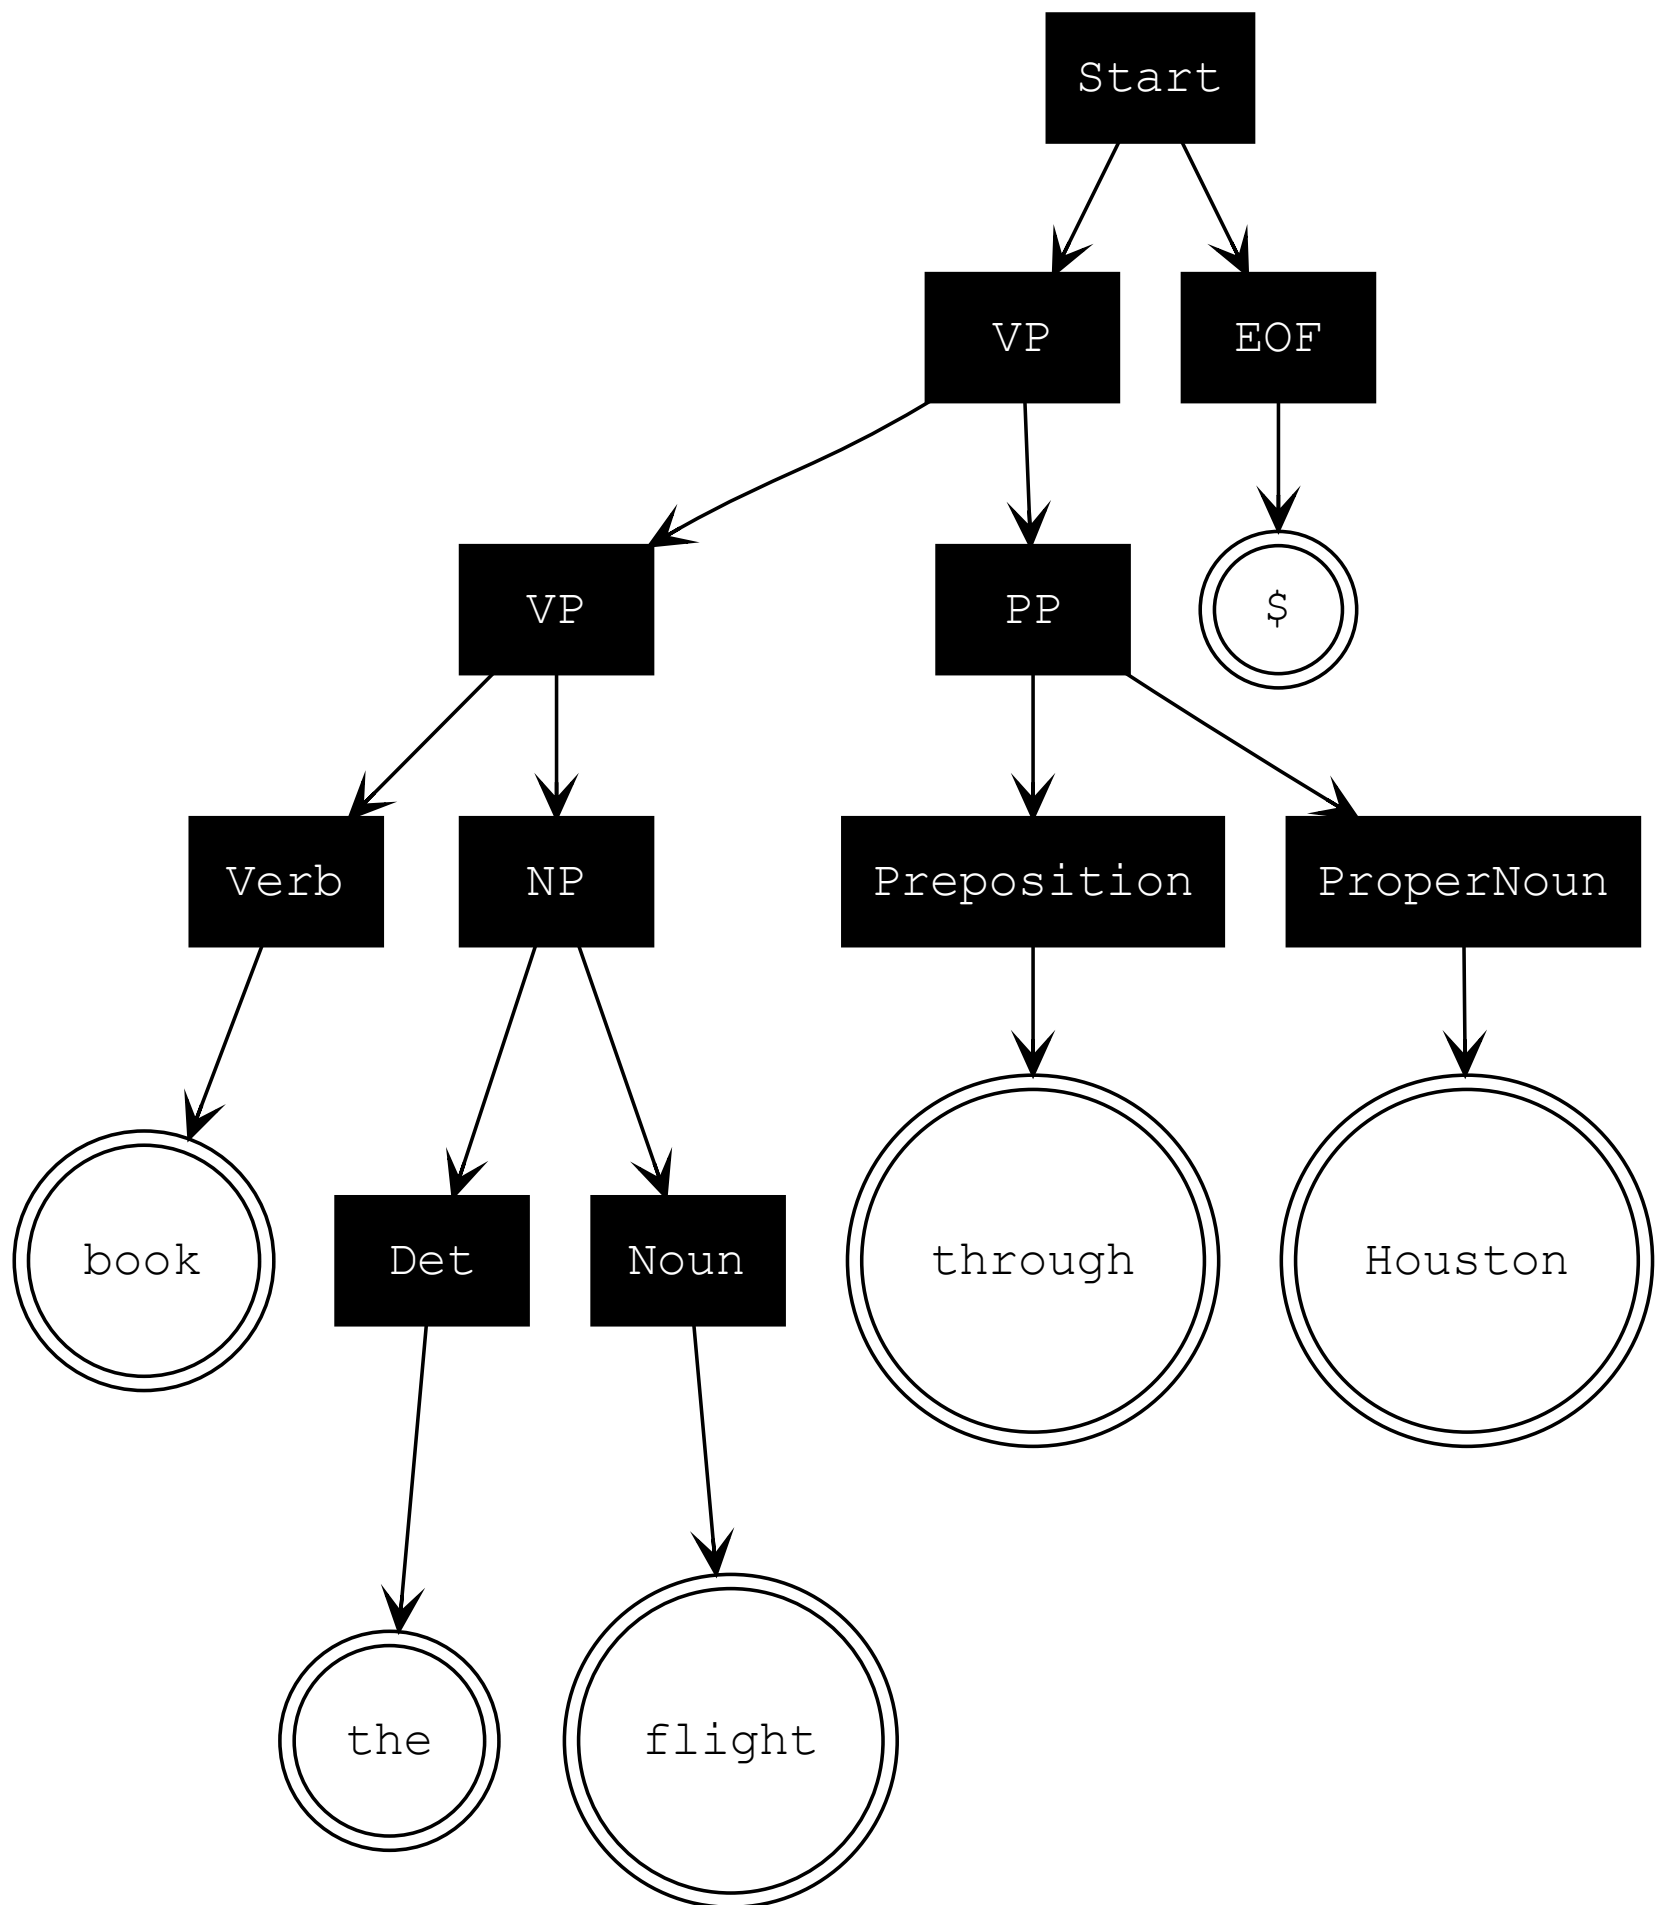 Start
VP
EOF
VP
PP
$
Verb
NP
Preposition
ProperNoun
book
Det
Noun
through
Houston
the
flight